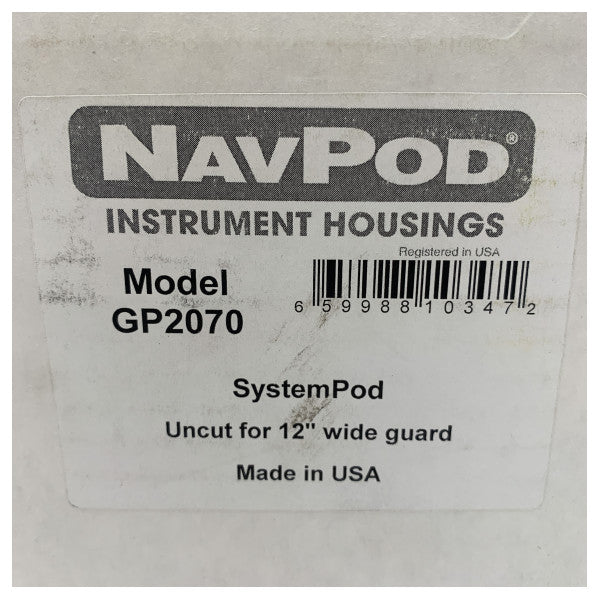 NAVPOD®
INSTRUMENT HOUSINGS
Registered in USA
Model
GP2070
6 59988 10347 2
SystemPod
Uncut for 12" wide guard
Made in USA